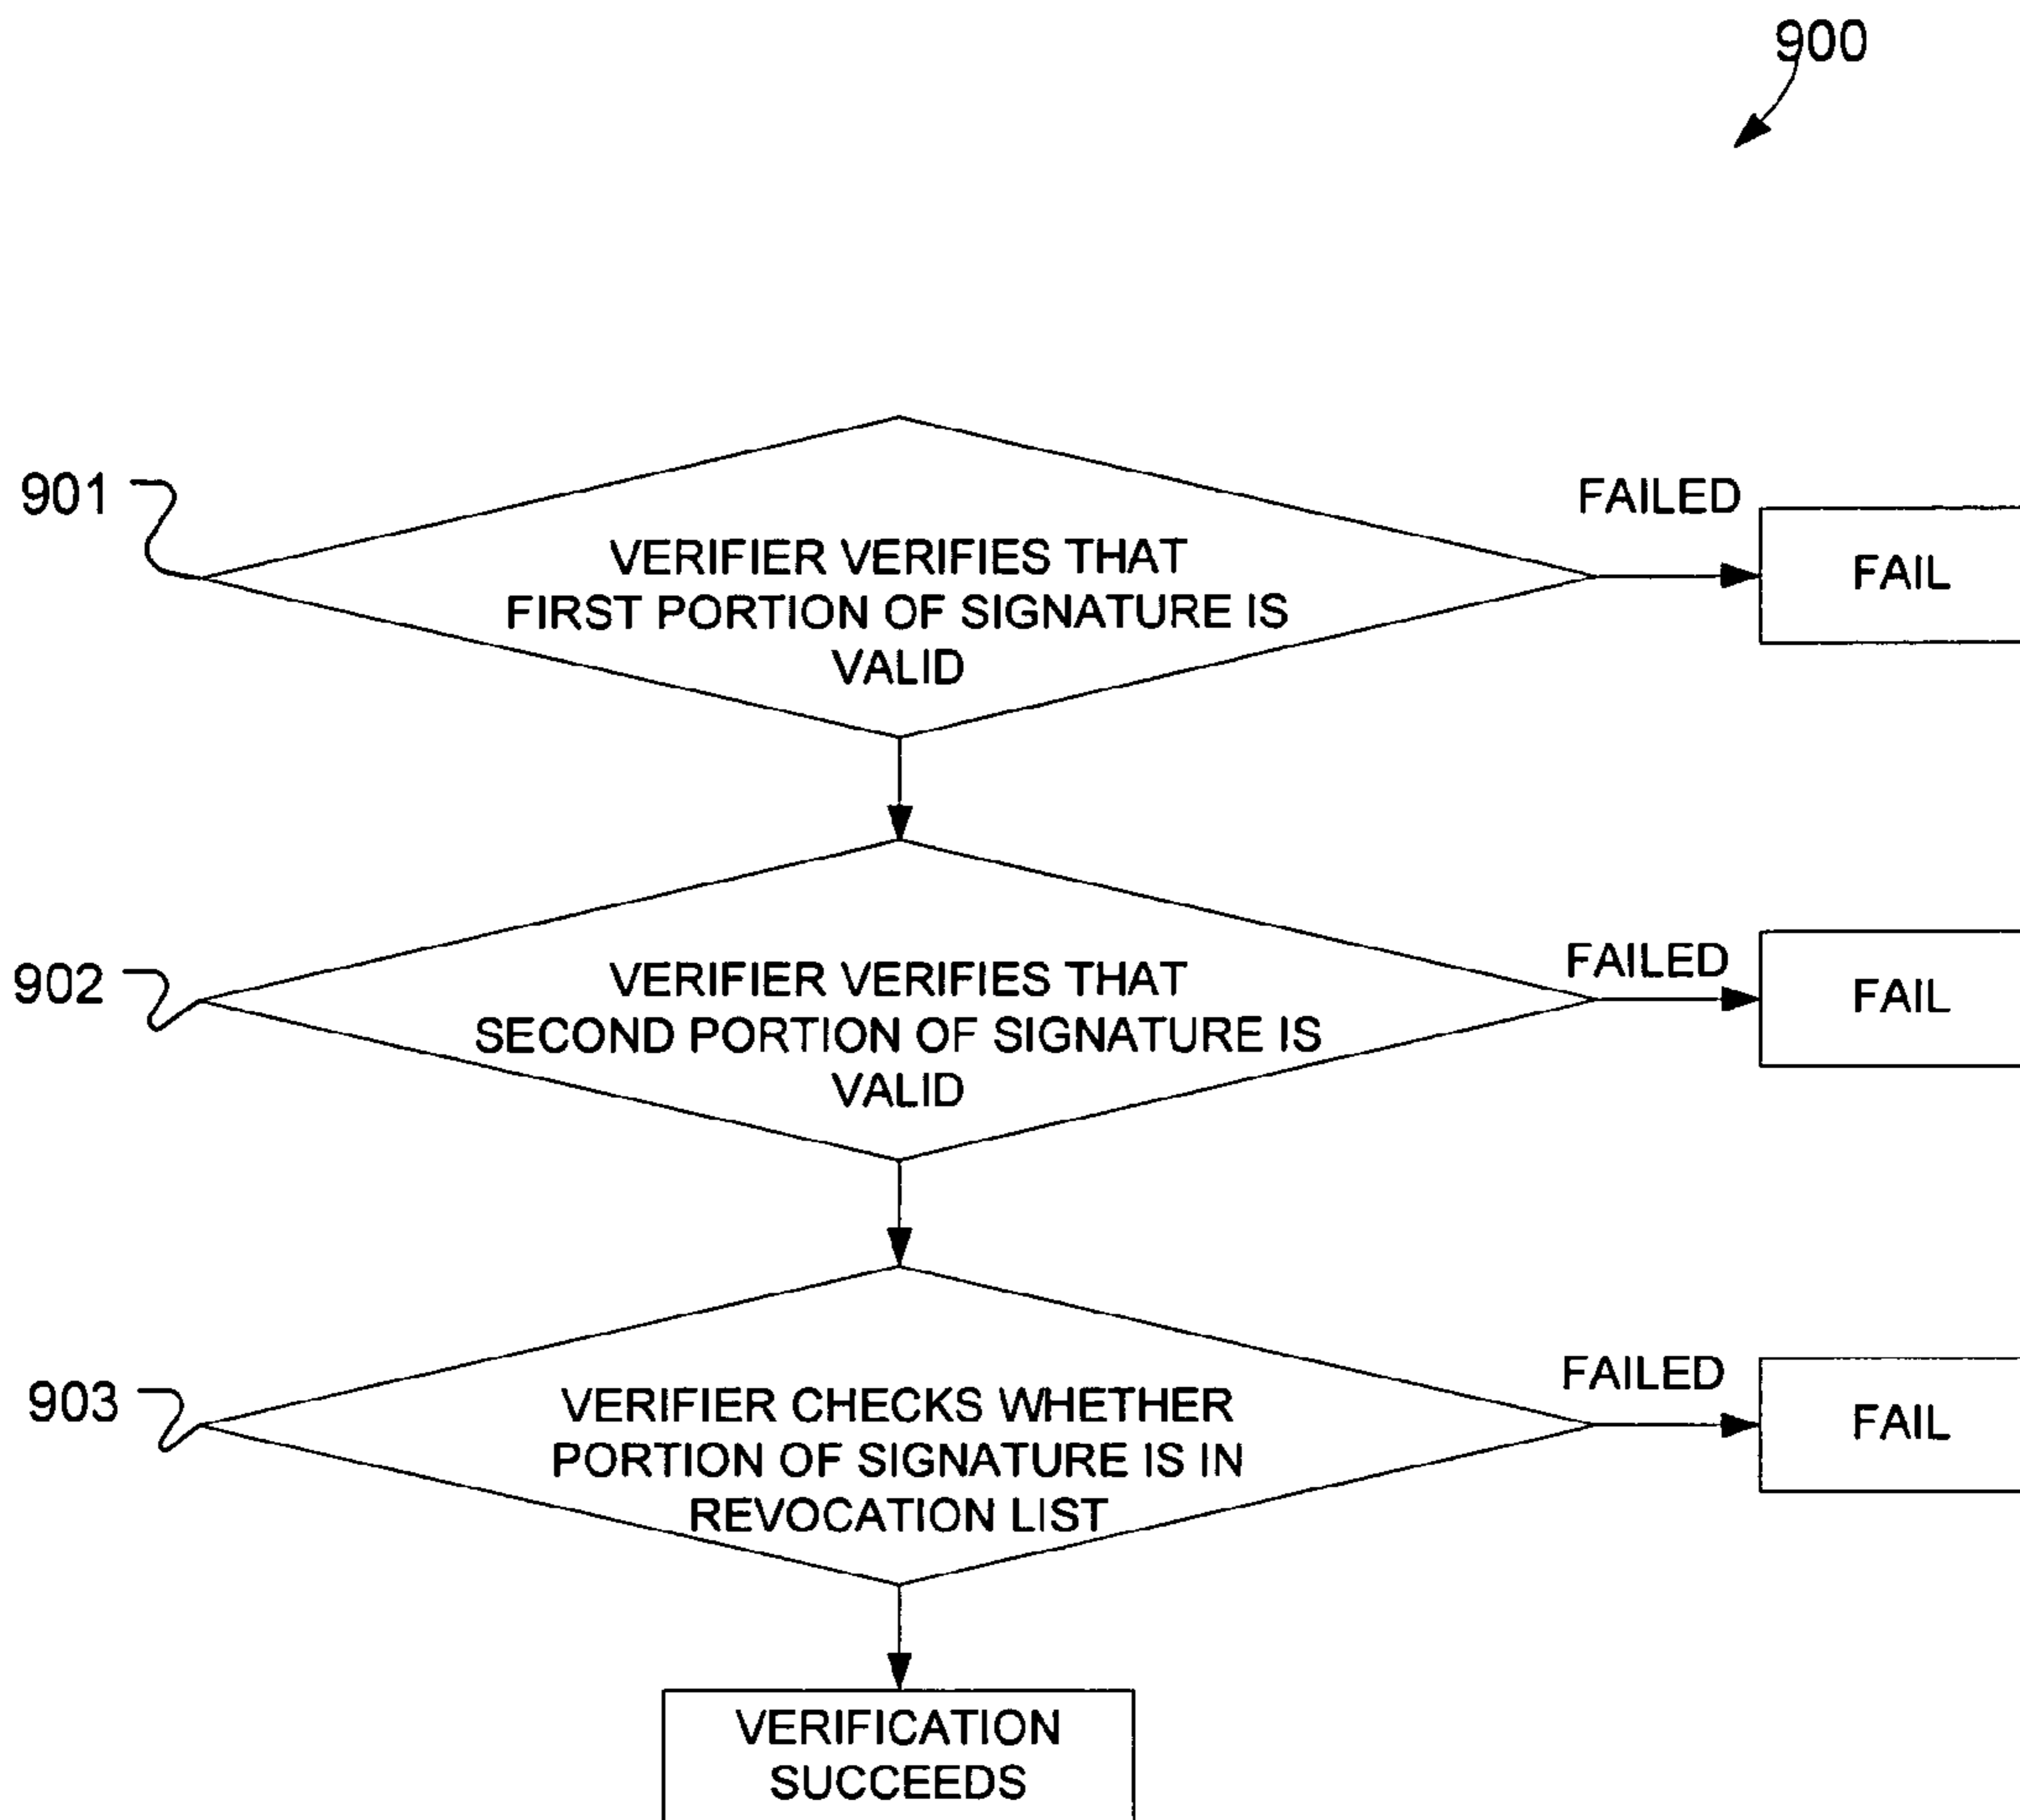 900
901
VERIFIER VERIFIES THAT
FIRST PORTION OF SIGNATURE IS
VALID
FAILED
FAIL
902
VERIFIER VERIFIES THAT
SECOND PORTION OF SIGNATURE IS
VALID
FAILED
FAIL
903
VERIFIER CHECKS WHETHER
PORTION OF SIGNATURE IS IN
REVOCATION LIST
FAILED
FAIL
VERIFICATION
SUCCEEDS